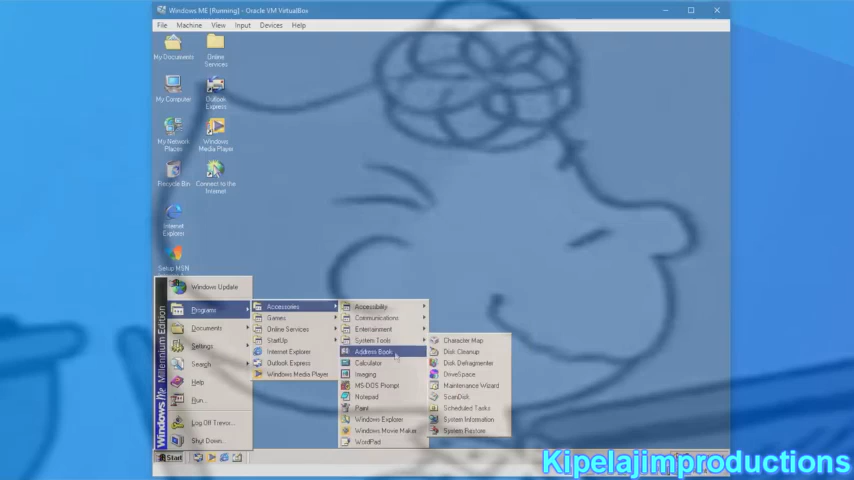 Windows ME [Running] - Oracle VM VirtualBox
File Machine View Input Devices Help
My Documents
Online Services
My Computer
Outlook Express
My Network Places
Windows Media Player
Recycle Bin
Connect to the Internet
Internet Explorer
Setup MSN
Windows Me Millennium Edition
Windows Update
Programs
Documents
Settings
Search
Help
Run...
Log Off Trevor...
Shut Down...
Accessories
Games
Online Services
StartUp
Internet Explorer
Outlook Express
Windows Media Player
Accessibility
Communications
Entertainment
System Tools
Address Book
Calculator
Imaging
MS-DOS Prompt
Notepad
Paint
Windows Explorer
Windows Movie Maker
WordPad
Character Map
Disk Cleanup
Disk Defragmenter
DriveSpace
Maintenance Wizard
ScanDisk
Scheduled Tasks
System Information
System Restore
Start
Kipelajimproductions